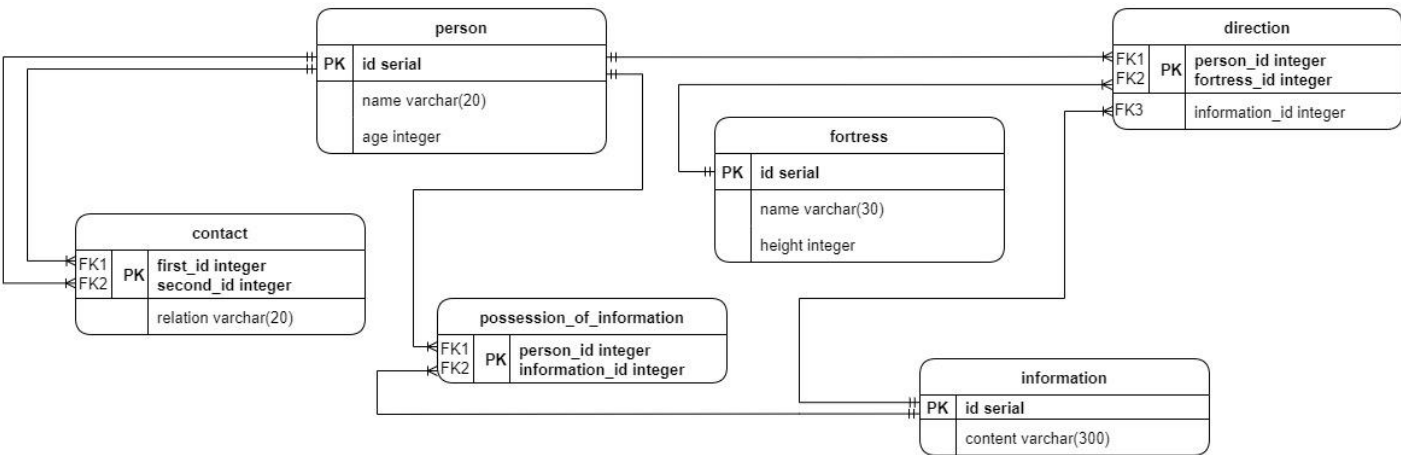 person
PK id serial
name varchar(20)
age integer
direction
FK1 PK person_id integer
FK2 fortress_id integer
FK3 information_id integer
fortress
PK id serial
name varchar(30)
height integer
contact
FK1 PK first_id integer
FK2 second_id integer
relation varchar(20)
possession_of_information
FK1 PK person_id integer
FK2 information_id integer
information
PK id serial
content varchar(300)